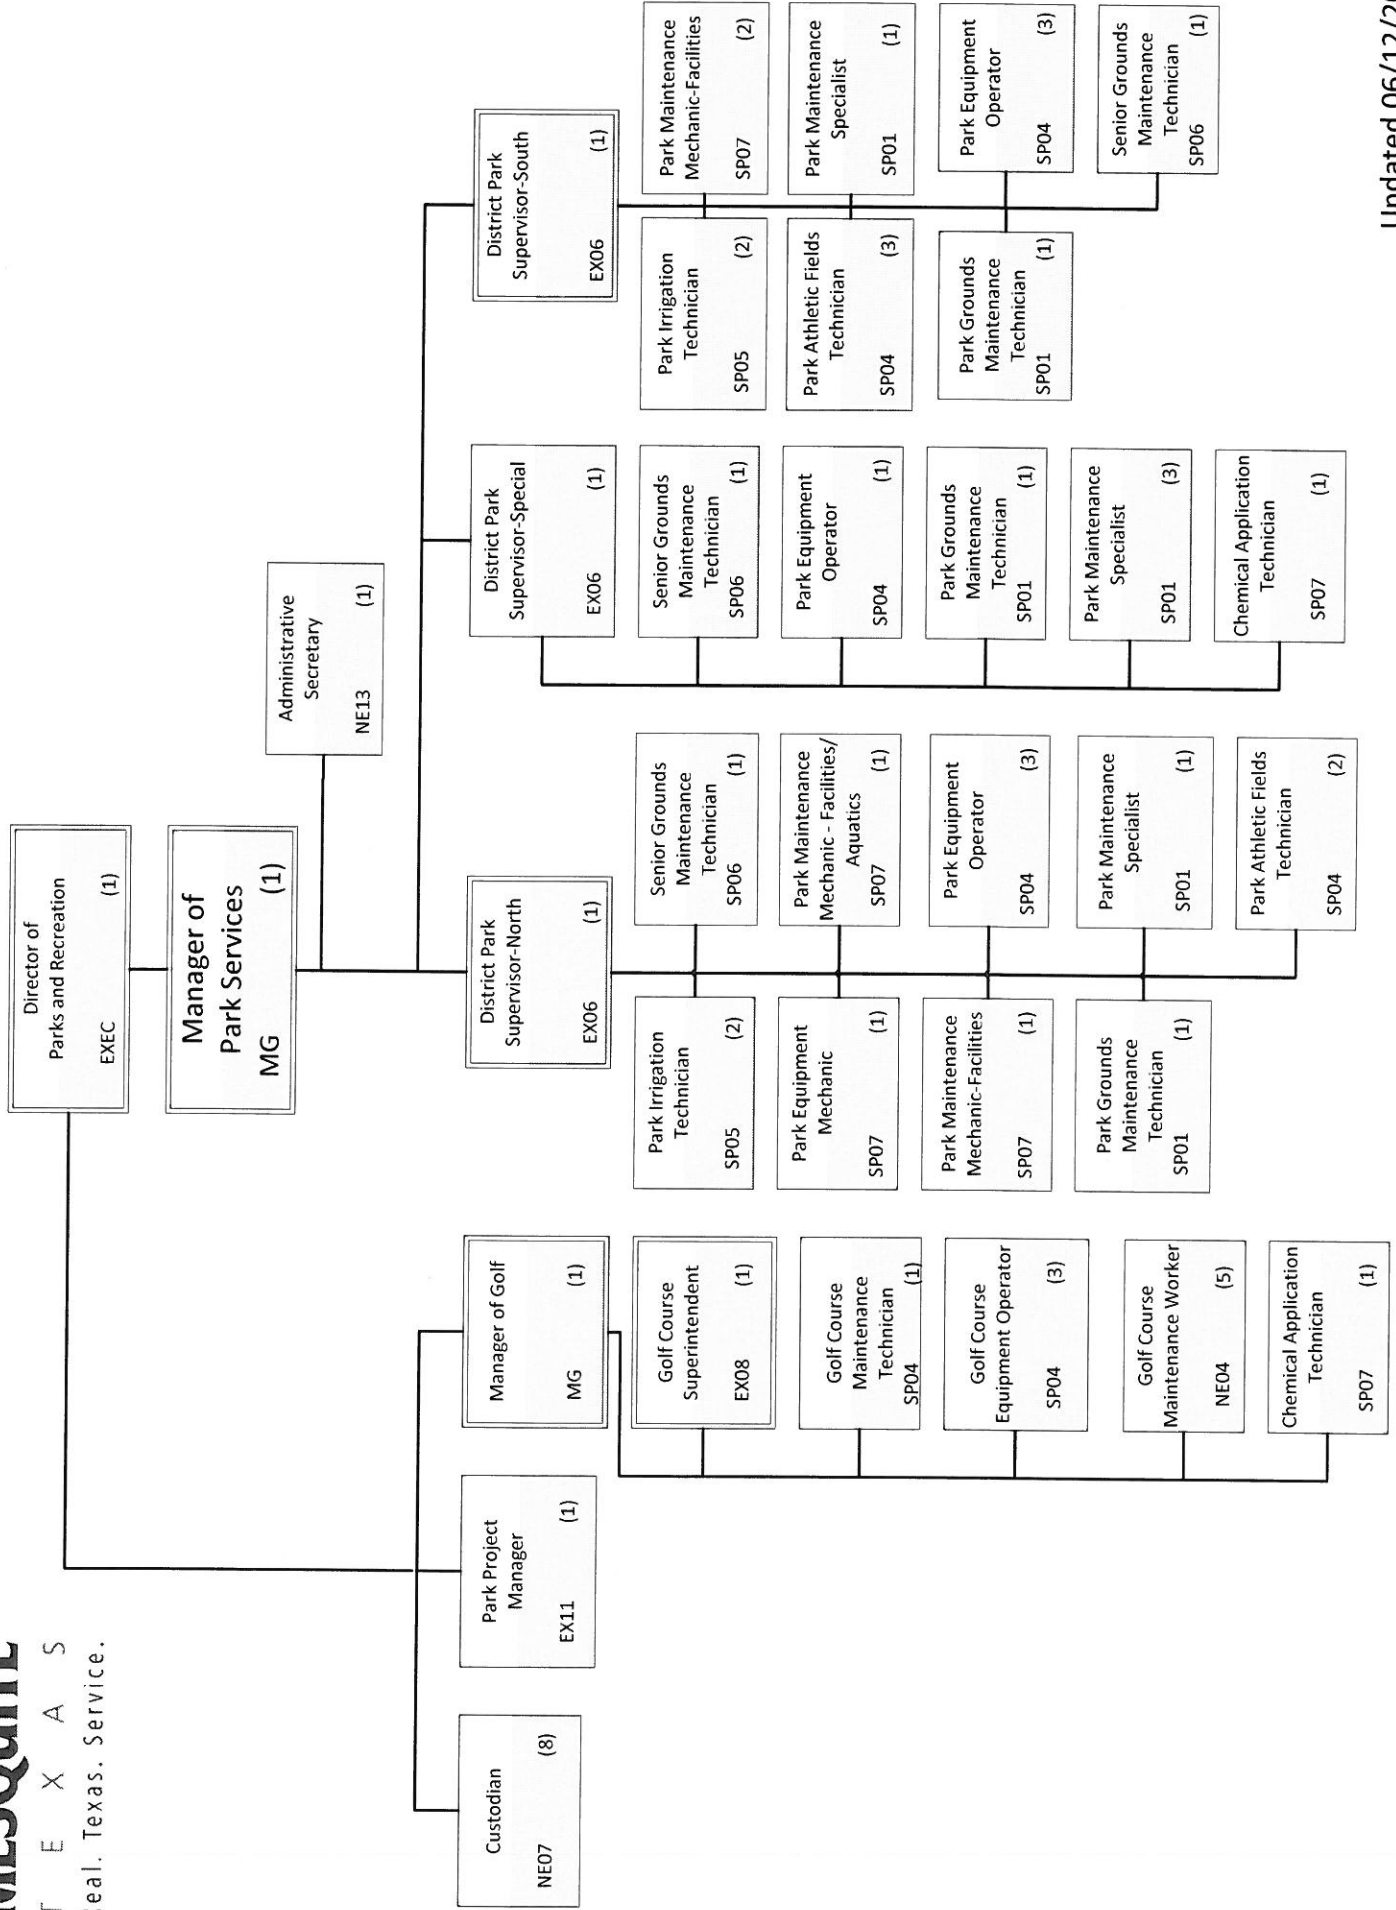 MESQUITE
T E X A S
eal. Texas. Service.
Director of
Parks and Recreation
EXEC (1)
Manager of
Park Services
MG (1)
Administrative
Secretary
NE13 (1)
Custodian
NE07 (8)
Park Project
Manager
EX11 (1)
Manager of Golf
MG (1)
Golf Course
Superintendent
EX08 (1)
Golf Course
Maintenance
Technician
SP04 (1)
Golf Course
Equipment Operator
SP04 (3)
Golf Course
Maintenance Worker
NE04 (5)
Chemical Application
Technician
SP07 (1)
District Park
Supervisor-North
EX06 (1)
Park Irrigation
Technician
SP05 (2)
Senior Grounds
Maintenance
Technician
SP06 (1)
Park Equipment
Mechanic
SP07 (1)
Park Maintenance
Mechanic - Facilities/
Aquatics
SP07 (1)
Park Maintenance
Mechanic-Facilities
SP07 (1)
Park Equipment
Operator
SP04 (3)
Park Grounds
Maintenance
Technician
SP01 (1)
Park Maintenance
Specialist
SP01 (1)
Park Athletic Fields
Technician
SP04 (2)
District Park
Supervisor-Special
EX06 (1)
Senior Grounds
Maintenance
Technician
SP06 (1)
Park Equipment
Operator
SP04 (1)
Park Grounds
Maintenance
Technician
SP01 (1)
Park Maintenance
Specialist
SP01 (3)
Chemical Application
Technician
SP07 (1)
District Park
Supervisor-South
EX06 (1)
Park Irrigation
Technician
SP05 (2)
Park Maintenance
Mechanic-Facilities
SP07 (2)
Park Athletic Fields
Technician
SP04 (3)
Park Maintenance
Specialist
SP01 (1)
Park Grounds
Maintenance
Technician
SP01 (1)
Park Equipment
Operator
SP04 (3)
Senior Grounds
Maintenance
Technician
SP06 (1)
Updated 06/12/20